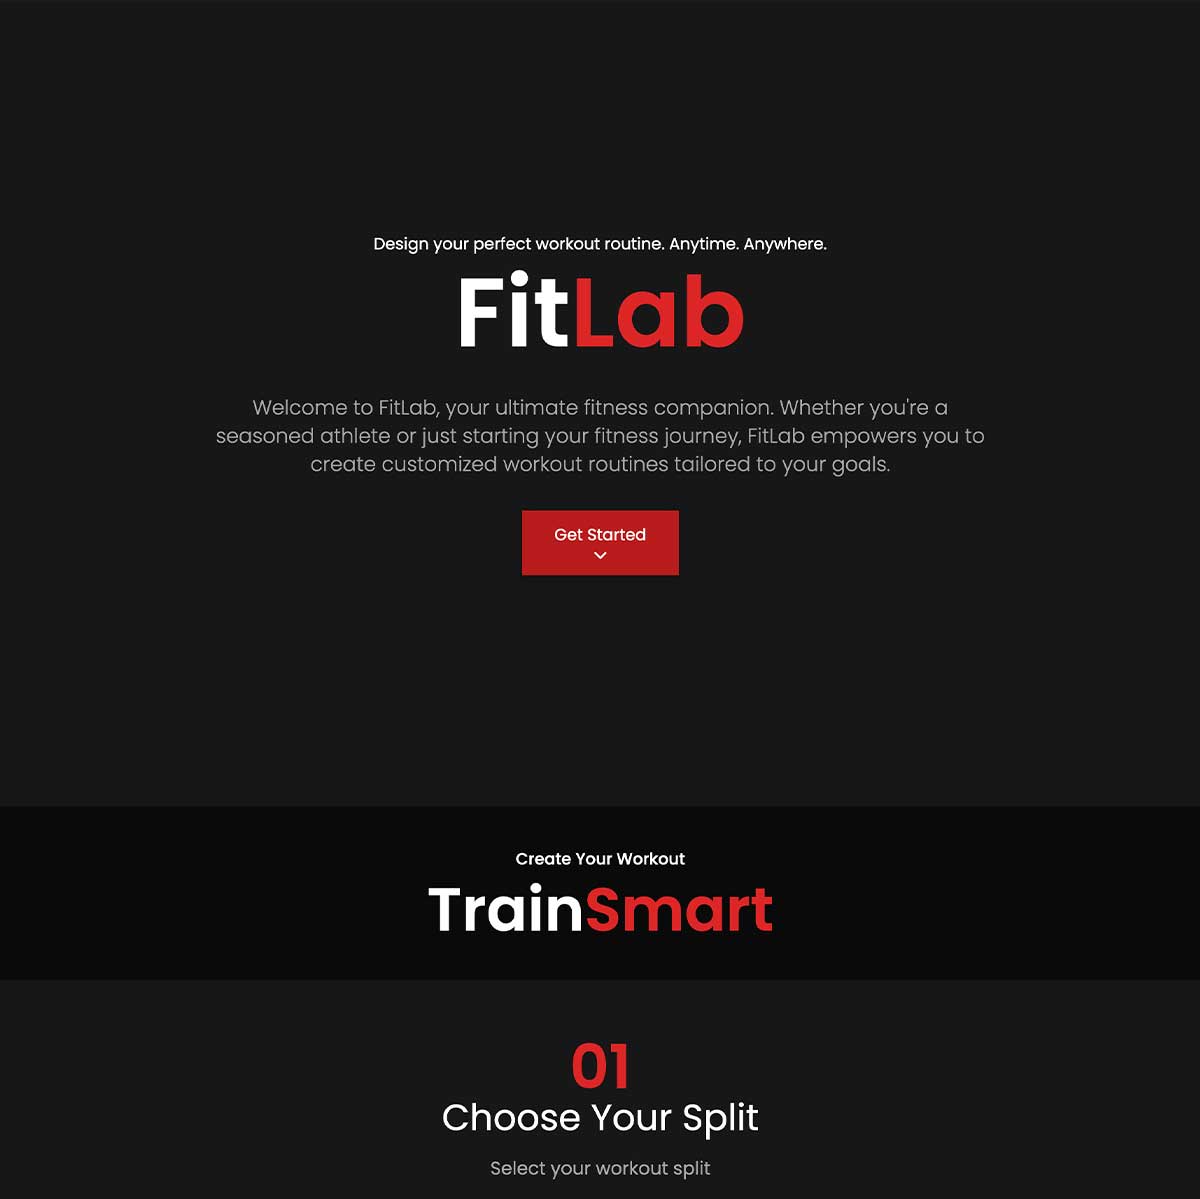 Design your perfect workout routine. Anytime. Anywhere.
FitLab
Welcome to FitLab, your ultimate fitness companion. Whether you're a
seasoned athlete or just starting your fitness journey, FitLab empowers you to
create customized workout routines tailored to your goals.
Get Started
Create Your Workout
TrainSmart
01
Choose Your Split
Select your workout split